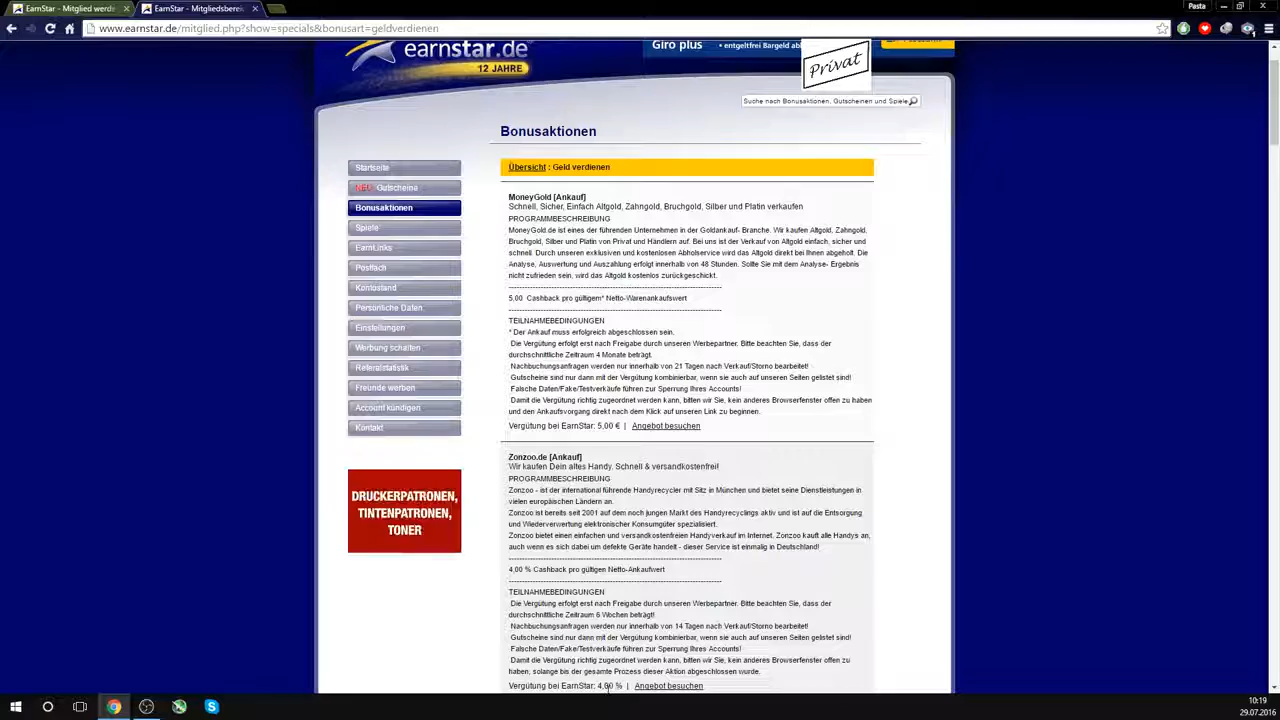 EarnStar - Mitglied werde
EarnStar - Mitgliedsbereic
Pasta
www.earnstar.de/mitglied.php?show=specials&bonusart=geldverdienen
earnstar.de
12 JAHRE
Giro plus
• entgeltfrei Bargeld ab
Privat
Suche nach Bonusaktionen, Gutscheinen und Spiele
Bonusaktionen
Startseite
NEU Gutscheine
Bonusaktionen
Spiele
EarnLinks
Postfach
Kontostand
Persönliche Daten
Einstellungen
Werbung schalten
Referalstatistik
Freunde werben
Account kündigen
Kontakt
DRUCKERPATRONEN,
TINTENPATRONEN,
TONER
Übersicht : Geld verdienen
MoneyGold [Ankauf]
Schnell, Sicher, Einfach Altgold, Zahngold, Bruchgold, Silber und Platin verkaufen
PROGRAMMBESCHREIBUNG
MoneyGold.de ist eines der führenden Unternehmen in der Goldankauf- Branche. Wir kaufen Altgold, Zahngold,
Bruchgold, Silber und Platin von Privat und Händlern auf. Bei uns ist der Verkauf von Altgold einfach, sicher und
schnell. Durch unseren exklusiven und kostenlosen Abholservice wird das Altgold direkt bei Ihnen abgeholt. Die
Analyse, Auswertung und Auszahlung erfolgt innerhalb von 48 Stunden. Sollte Sie mit dem Analyse- Ergebnis
nicht zufrieden sein, wird das Altgold kostenlos zurückgeschickt.
--------------------------------------------------------------------------------
5,00 Cashback pro gültigem* Netto-Warenankaufswert
--------------------------------------------------------------------------------
TEILNAHMEBEDINGUNGEN
* Der Ankauf muss erfolgreich abgeschlossen sein.
Die Vergütung erfolgt erst nach Freigabe durch unseren Werbepartner. Bitte beachten Sie, dass der
durchschnittliche Zeitraum 4 Monate beträgt.
Nachbuchungsanfragen werden nur innerhalb von 21 Tagen nach Verkauf/Storno bearbeitet!
Gutscheine sind nur dann mit der Vergütung kombinierbar, wenn sie auch auf unseren Seiten gelistet sind!
Falsche Daten/Fake/Testverkäufe führen zur Sperrung Ihres Accounts!
Damit die Vergütung richtig zugeordnet werden kann, bitten wir Sie, kein anderes Browserfenster offen zu haben
und den Ankaufsvorgang direkt nach dem Klick auf unseren Link zu beginnen.
Vergütung bei EarnStar: 5,00 € | Angebot besuchen
Zonzoo.de [Ankauf]
Wir kaufen Dein altes Handy. Schnell & versandkostenfrei!
PROGRAMMBESCHREIBUNG
Zonzoo - ist der international führende Handyrecycler mit Sitz in München und bietet seine Dienstleistungen in
vielen europäischen Ländern an.
Zonzoo ist bereits seit 2001 auf dem noch jungen Markt des Handyrecyclings aktiv und ist auf die Entsorgung
und Wiederverwertung elektronischer Konsumgüter spezialisiert.
Zonzoo bietet einen einfachen und versandkostenfreien Handyverkauf im Internet. Zonzoo kauft alle Handys an,
auch wenn es sich dabei um defekte Geräte handelt - dieser Service ist einmalig in Deutschland!
--------------------------------------------------------------------------------
4,00 % Cashback pro gültigen Netto-Ankaufwert
--------------------------------------------------------------------------------
TEILNAHMEBEDINGUNGEN
Die Vergütung erfolgt erst nach Freigabe durch unseren Werbepartner. Bitte beachten Sie, dass der
durchschnittliche Zeitraum 6 Wochen beträgt!
Nachbuchungsanfragen werden nur innerhalb von 14 Tagen nach Verkauf/Storno bearbeitet!
Gutscheine sind nur dann mit der Vergütung kombinierbar, wenn sie auch auf unseren Seiten gelistet sind!
Falsche Daten/Fake/Testverkäufe führen zur Sperrung Ihres Accounts!
Damit die Vergütung richtig zugeordnet werden kann, bitten wir Sie, kein anderes Browserfenster offen zu
haben, solange bis der gesamte Prozess dieser Aktion abgeschlossen wurde.
Vergütung bei EarnStar: 4,00 % | Angebot besuchen
10:19
29.07.2016